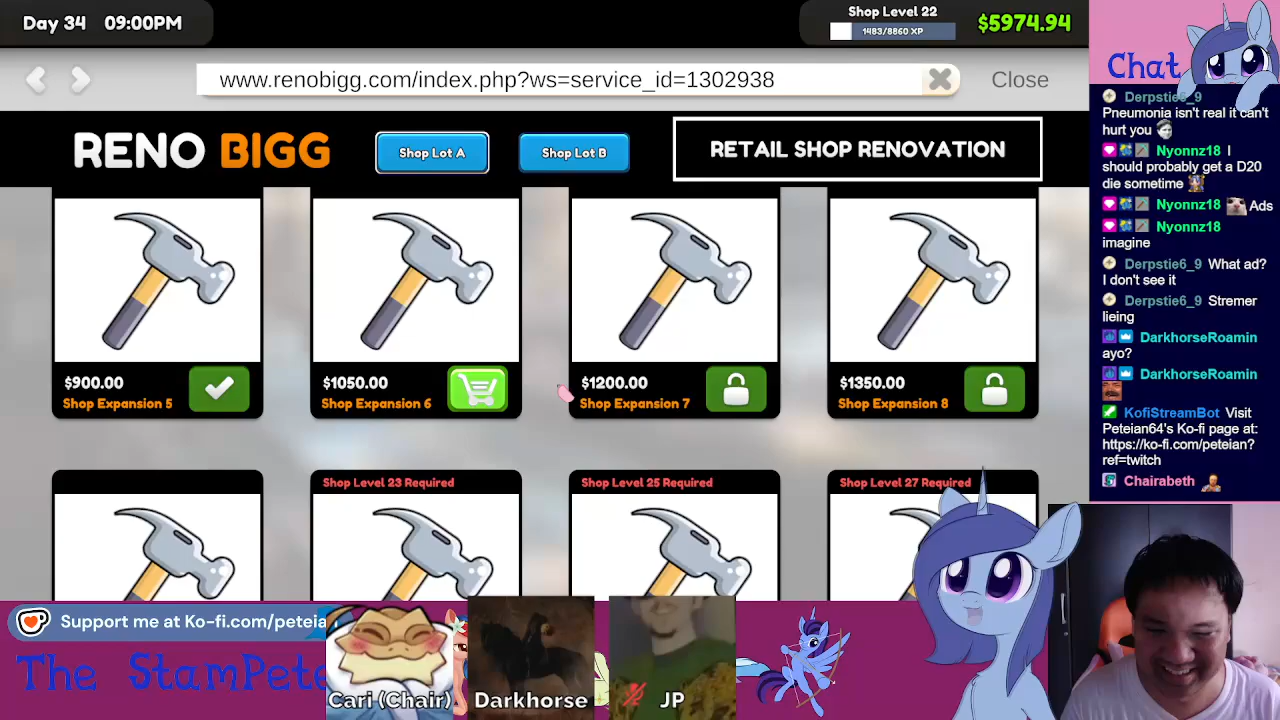 Day 34 09:00PM
Shop Level 22
1483/8860 XP
$5974.94
www.renobigg.com/index.php?ws=service_id=1302938
Close
RENO BIGG
Shop Lot A
Shop Lot B
RETAIL SHOP RENOVATION
$900.00
Shop Expansion 5
$1050.00
Shop Expansion 6
$1200.00
Shop Expansion 7
$1350.00
Shop Expansion 8
Shop Level 23 Required
Shop Level 25 Required
Shop Level 27 Required
Support me at Ko-fi.com/peteia
The StamPete
Cari (Chair)
Darkhorse
JP
Chat
Derpstie6_9
Pneumonia isn't real it can't
hurt you
Nyonnz18 I
should probably get a D20
die sometime
Nyonnz18 Ads
Nyonnz18
imagine
Derpstie6_9 What ad?
I don't see it
Derpstie6_9 Stremer
lieing
DarkhorseRoamin
ayo?
DarkhorseRoamin
KofiStreamBot Visit
Peteian64's Ko-fi page at:
https://ko-fi.com/peteian?
ref=twitch
Chairabeth